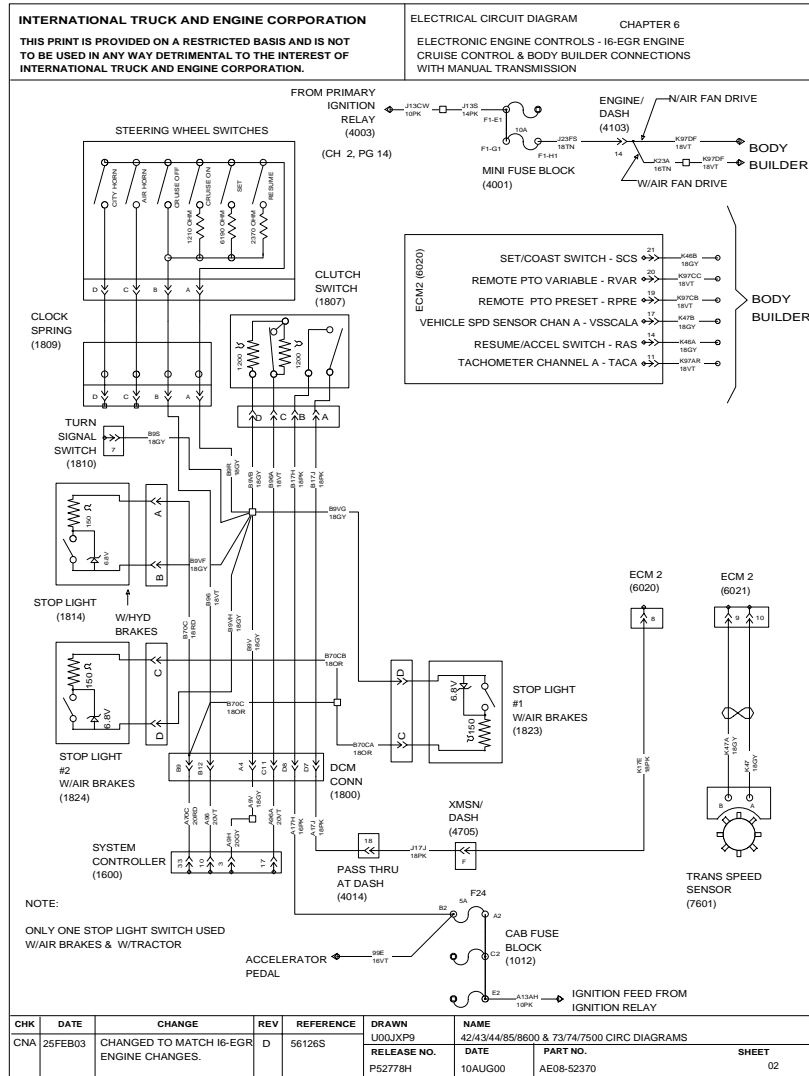 INTERNATIONAL TRUCK AND ENGINE CORPORATION
THIS PRINT IS PROVIDED ON A RESTRICTED BASIS AND IS NOT
TO BE USED IN ANY WAY DETRIMENTAL TO THE INTEREST OF
INTERNATIONAL TRUCK AND ENGINE CORPORATION.
ELECTRICAL CIRCUIT DIAGRAM
CHAPTER 6
ELECTRONIC ENGINE CONTROLS - I6-EGR ENGINE
CRUISE CONTROL & BODY BUILDER CONNECTIONS
WITH MANUAL TRANSMISSION
FROM PRIMARY
IGNITION
RELAY
(4003)
(CH 2, PG 14)
J13CW
10PK
J13S
14PK
F1-E1
10A
F1-G1
F1-H1
J23FS
18TN
MINI FUSE BLOCK
(4001)
ENGINE/
DASH
(4103)
14
N/AIR FAN DRIVE
K97DF
18VT
K23A
16TN
K97DF
18VT
W/AIR FAN DRIVE
BODY
BUILDER
STEERING WHEEL SWITCHES
CITY HORN
AIR HORN
CRUISE OFF
CRUISE ON
SET
RESUME
1210 OHM
6190 OHM
2370 OHM
D
C
B
A
CLOCK
SPRING
(1809)
D
C
B
A
CLUTCH
SWITCH
(1807)
1200
1200
D
C
B
A
ECM2 (6020)
SET/COAST SWITCH - SCS
21
K46B
18GY
REMOTE PTO VARIABLE - RVAR
20
K97CC
18VT
REMOTE PTO PRESET - RPRE
19
K97CB
18VT
VEHICLE SPD SENSOR CHAN A - VSSCALA
17
K47B
18GY
RESUME/ACCEL SWITCH - RAS
14
K46A
18GY
TACHOMETER CHANNEL A - TACA
11
K97AR
18VT
BODY
BUILDER
TURN
SIGNAL
SWITCH
(1810)
7
B9S
18GY
B9R
18GY
B9VB
18GY
B96A
18VT
B17H
18PK
B17J
18PK
B9VG
18GY
150 Ω
6.8V
A
B
B9VF
18GY
STOP LIGHT
(1814)
W/HYD
BRAKES
B70C
18RD
B96
18VT
B9VH
18GY
B9V
18GY
150 Ω
6.8V
C
D
STOP LIGHT
#2
W/AIR BRAKES
(1824)
B70CB
18OR
B70C
18OR
B70CA
18OR
D
C
6.8V
150
STOP LIGHT
#1
W/AIR BRAKES
(1823)
ECM 2
(6020)
8
K17E
18PK
ECM 2
(6021)
9
10
K47A
18GY
K47
18GY
B
A
TRANS SPEED
SENSOR
(7601)
B9
B12
A4
C11
D8
D7
DCM
CONN
(1800)
A70C
20RD
A96
20VT
A9H
20GY
A9V
18GY
A96A
20VT
A17H
16PK
A17J
18PK
SYSTEM
CONTROLLER
(1600)
33
10
3
17
18
PASS THRU
AT DASH
(4014)
J17J
18PK
XMSN/
DASH
(4705)
F
NOTE:
ONLY ONE STOP LIGHT SWITCH USED
W/AIR BRAKES & W/TRACTOR
B2
5A
F24
A2
C2
E2
CAB FUSE
BLOCK
(1012)
ACCELERATOR
PEDAL
99E
16VT
A13AH
10PK
IGNITION FEED FROM
IGNITION RELAY
CHK DATE CHANGE REV REFERENCE
CNA 25FEB03 CHANGED TO MATCH I6-EGR D 56126S
ENGINE CHANGES.
DRAWN
U00JXP9
NAME
42/43/44/85/8600 & 73/74/7500 CIRC DIAGRAMS
RELEASE NO.
P52778H
DATE
10AUG00
PART NO.
AE08-52370
SHEET
02